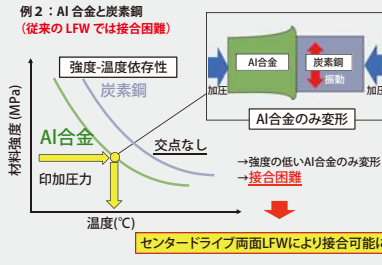 例2：Al 合金と炭素鋼
（従来の LFW では接合困難）
強度-温度依存性
炭素鋼
Al合金
印加圧力
交点なし
材料強度 (MPa)
温度(℃)
加圧
Al合金
炭素鋼
振動
加圧
Al合金のみ変形
→強度の低いAl合金のみ変形
→接合困難
センタードライブ両面LFWにより接合可能に